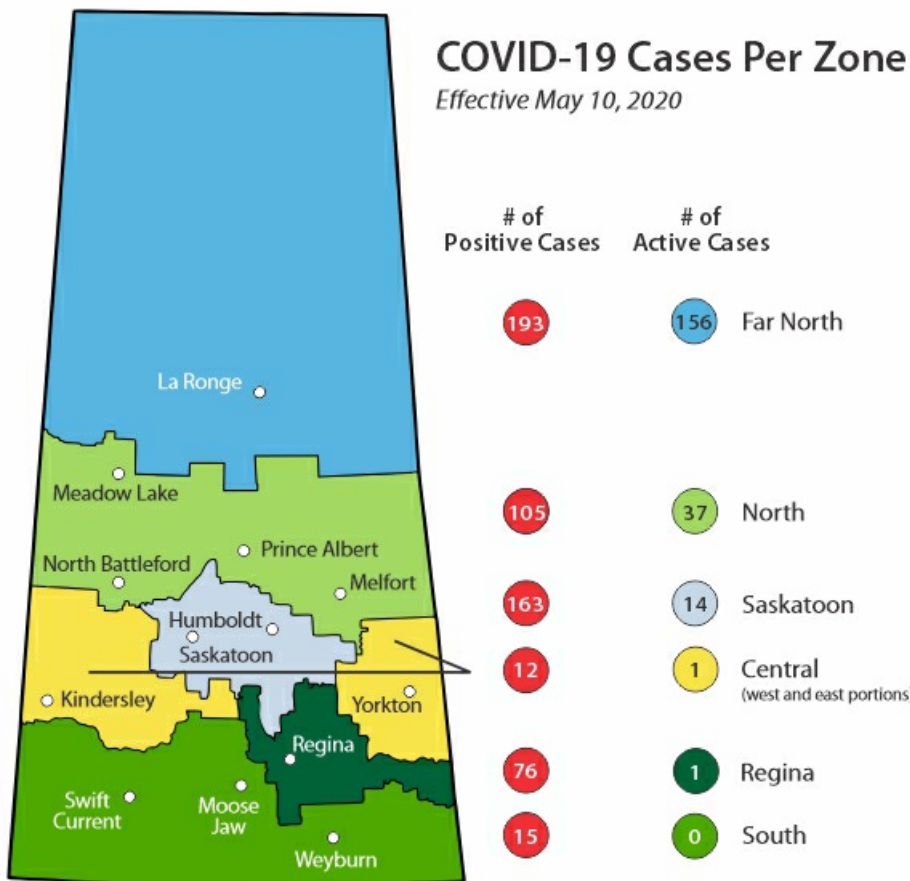 COVID-19 Cases Per Zone
Effective May 10, 2020
# of
Positive Cases
# of
Active Cases
193
156
Far North
La Ronge
Meadow Lake
105
37
North
Prince Albert
North Battleford
Melfort
163
14
Saskatoon
Humboldt
Saskatoon
12
1
Central
(west and east portions)
Kindersley
Yorkton
Regina
76
1
Regina
Swift
Current
Moose
Jaw
15
0
South
Weyburn